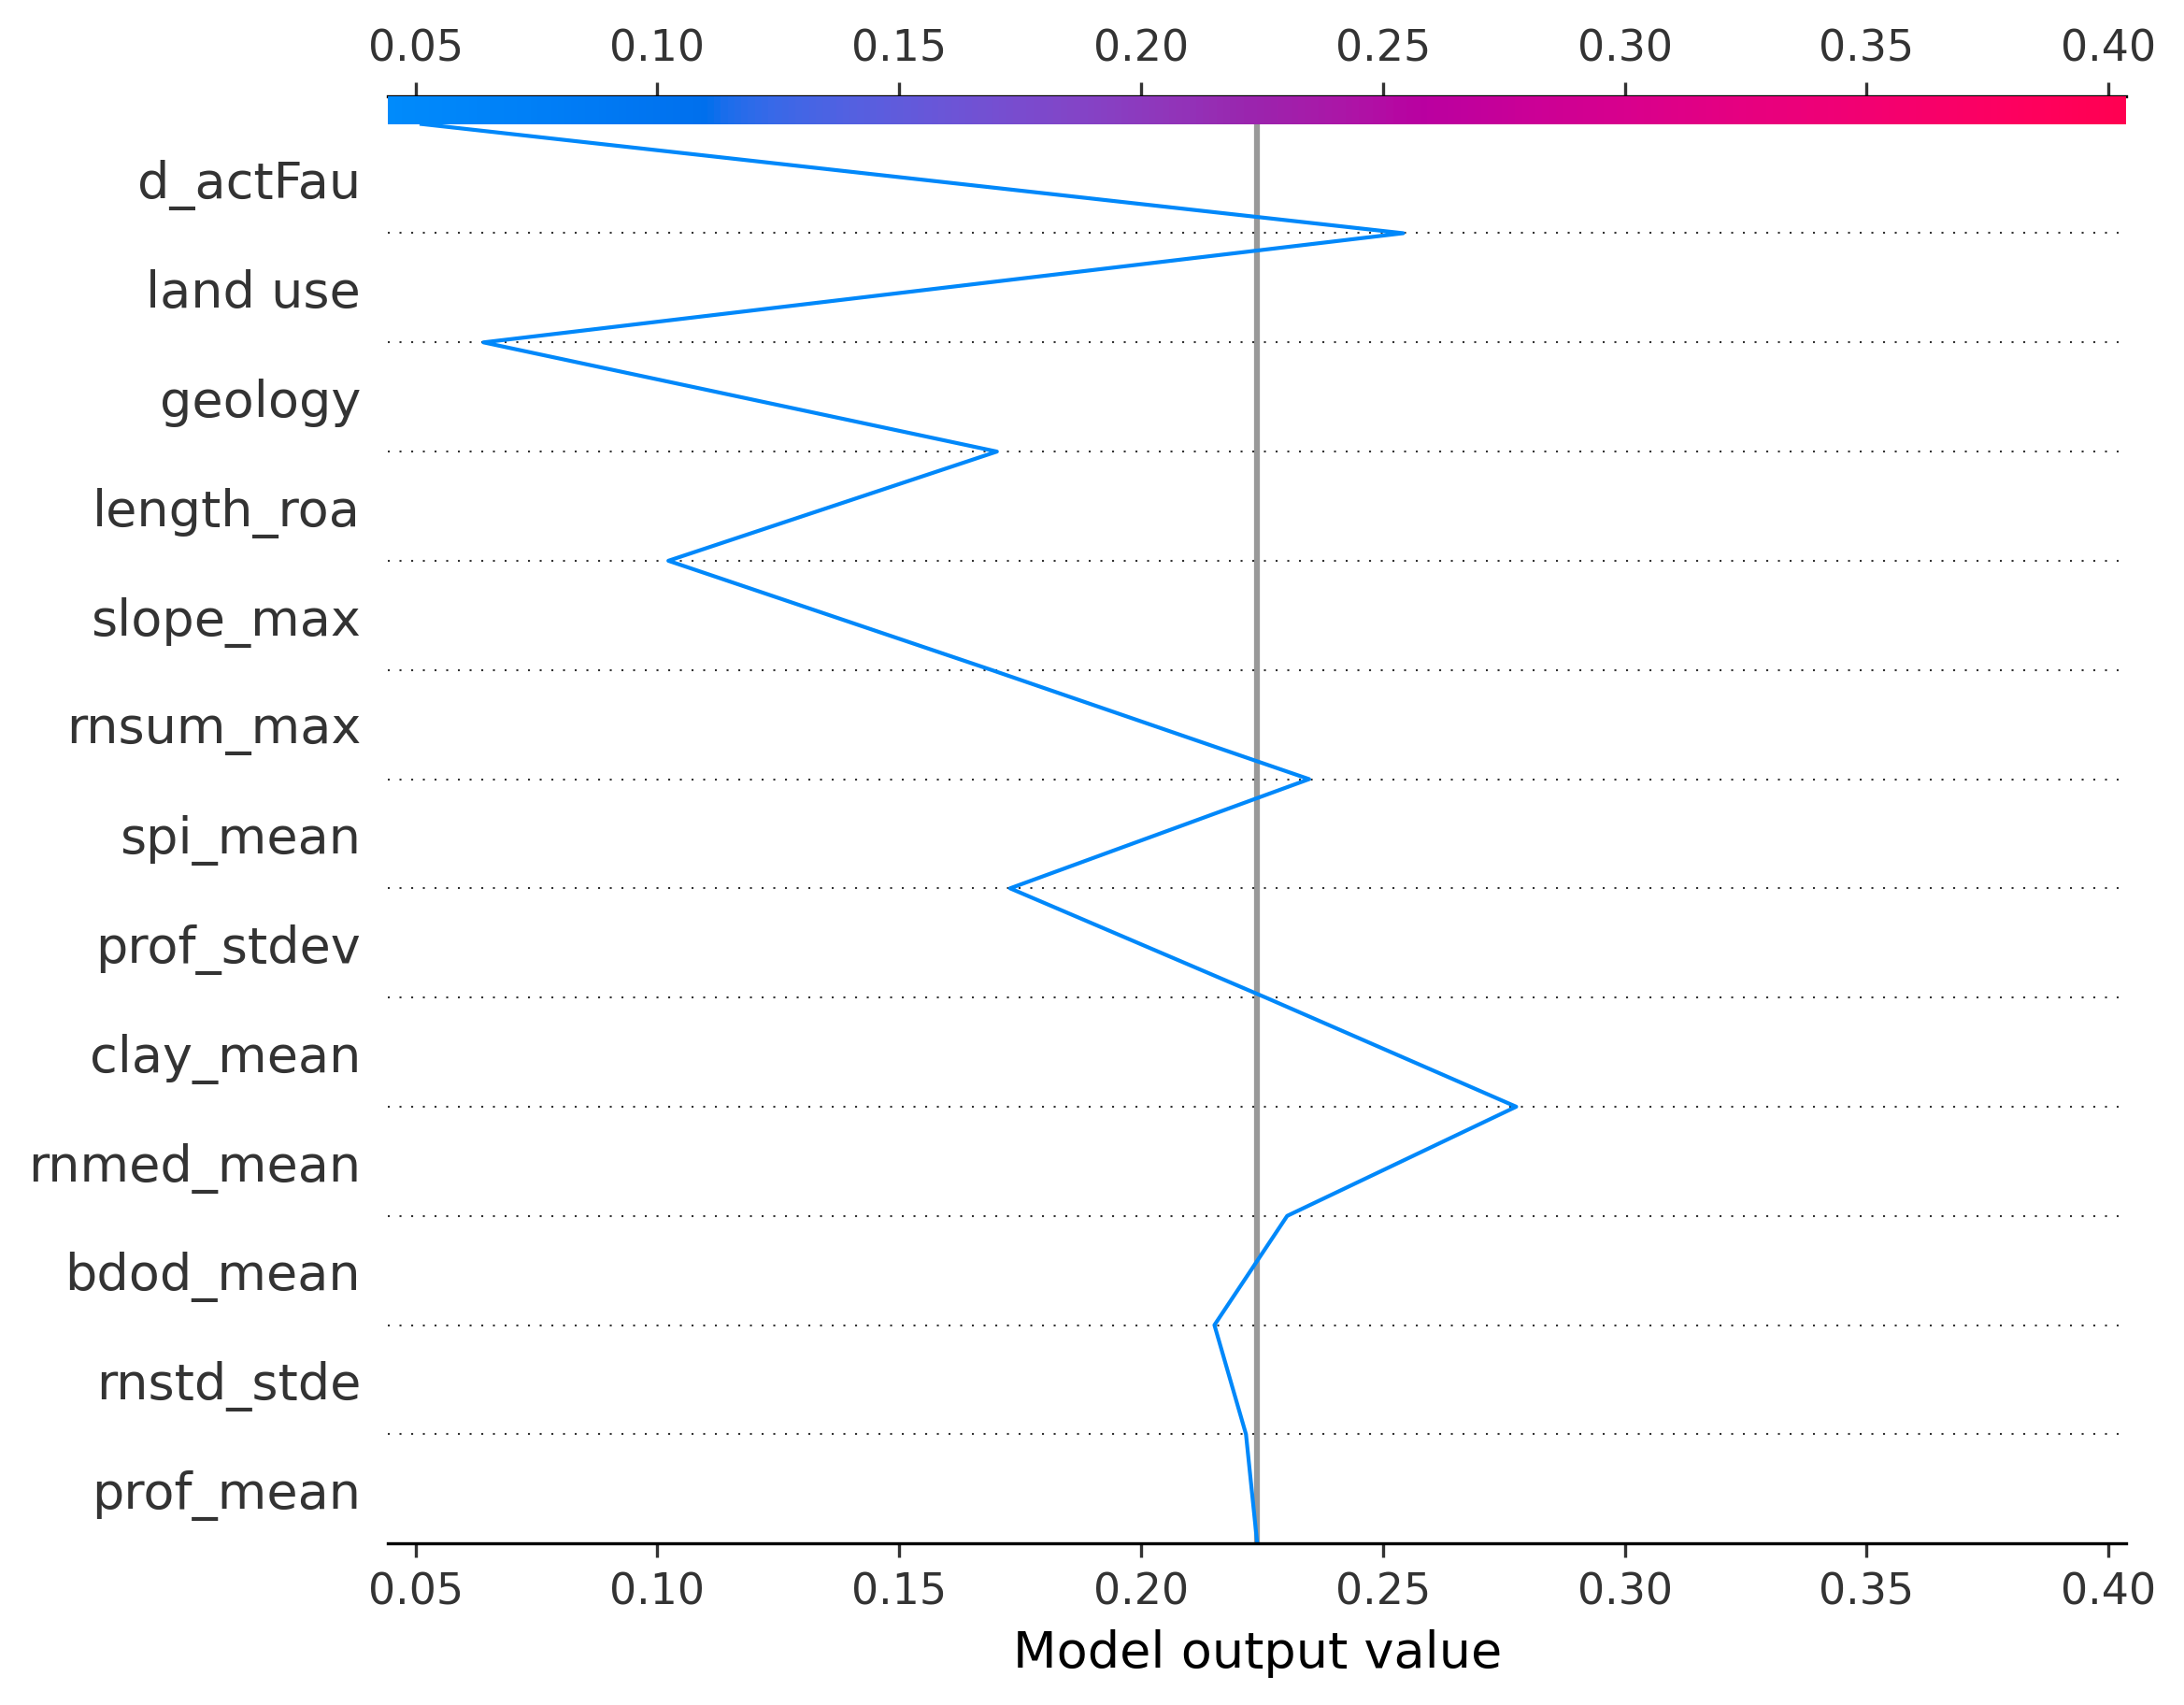 0.05 0.10 0.15 0.20 0.25 0.30 0.35 0.40
d_actFau
land use
geology
length_roa
slope_max
rnsum_max
spi_mean
prof_stdev
clay_mean
rnmed_mean
bdod_mean
rnstd_stde
prof_mean
0.05 0.10 0.15 0.20 0.25 0.30 0.35 0.40
Model output value